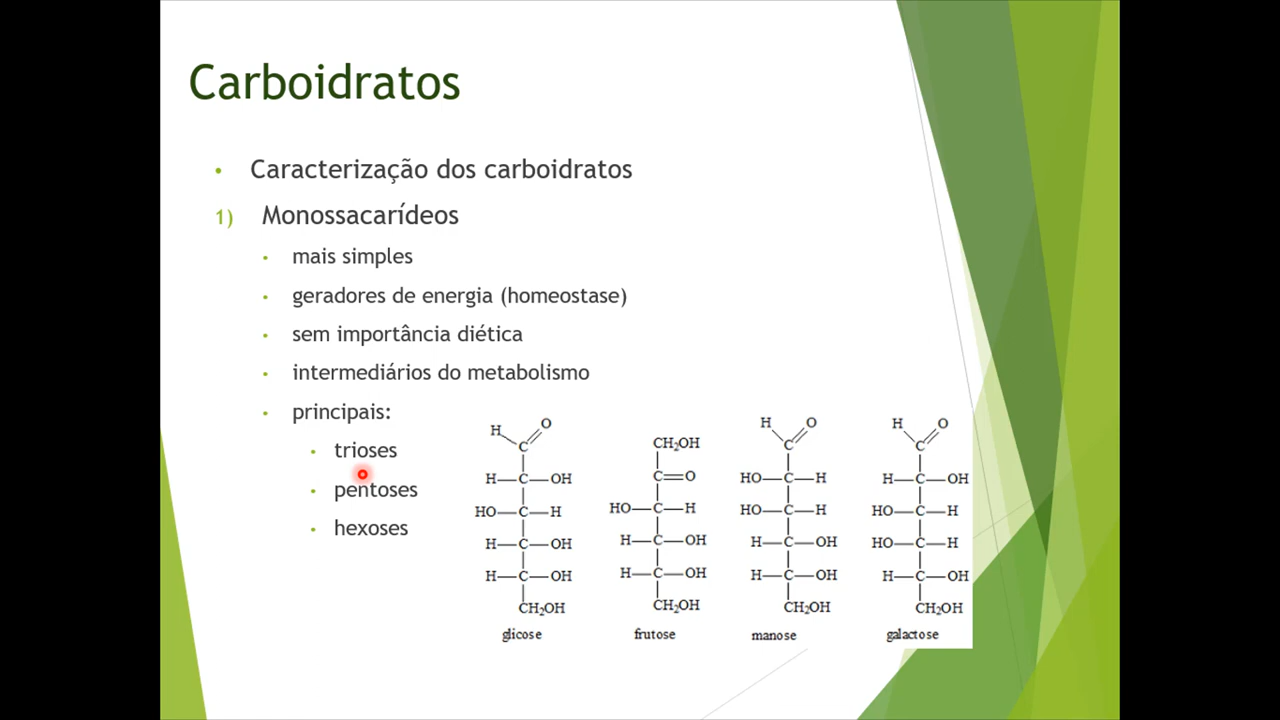 Carboidratos
• Caracterização dos carboidratos
1) Monossacarídeos
• mais simples
• geradores de energia (homeostase)
• sem importância diética
• intermediários do metabolismo
• principais:
• trioses
• pentoses
• hexoses
H O
C
H—C—OH
HO—C—H
H—C—OH
H—C—OH
CH₂OH
glicose
CH₂OH
C=O
HO—C—H
H—C—OH
H—C—OH
CH₂OH
frutose
H O
C
HO—C—H
HO—C—H
H—C—OH
H—C—OH
CH₂OH
manose
H O
C
H—C—OH
HO—C—H
HO—C—H
H—C—OH
CH₂OH
galactose